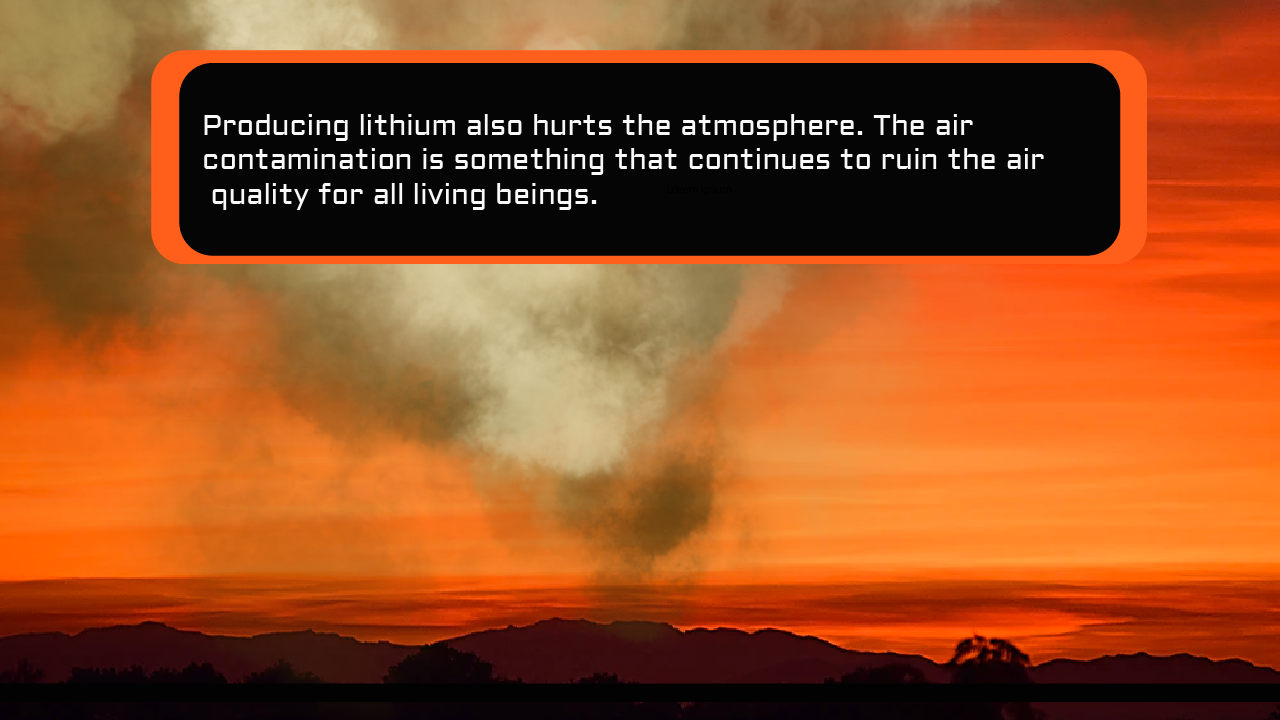 Producing lithium also hurts the atmosphere. The air
contamination is something that continues to ruin the air
quality for all living beings.